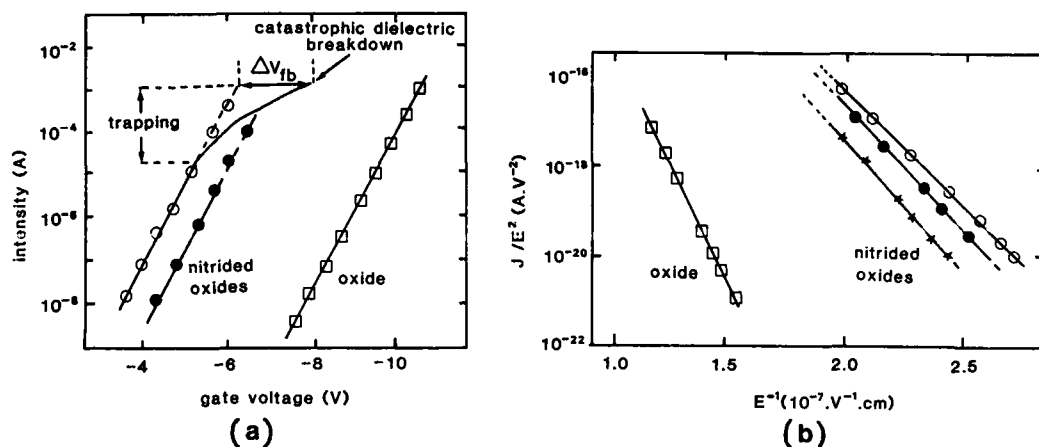 catastrophic dielectric
breakdown
ΔV_fb
trapping
10⁻²
10⁻⁴
10⁻⁶
10⁻⁸
intensity (A)
nitrided
oxides
oxide
-4
-6
-8
-10
gate voltage (V)
(a)
10⁻¹⁶
10⁻¹⁸
10⁻²⁰
10⁻²²
J/E² (A.V⁻²)
oxide
nitrided
oxides
1.0
1.5
2.0
2.5
E⁻¹(10⁻⁷.V⁻¹.cm)
(b)